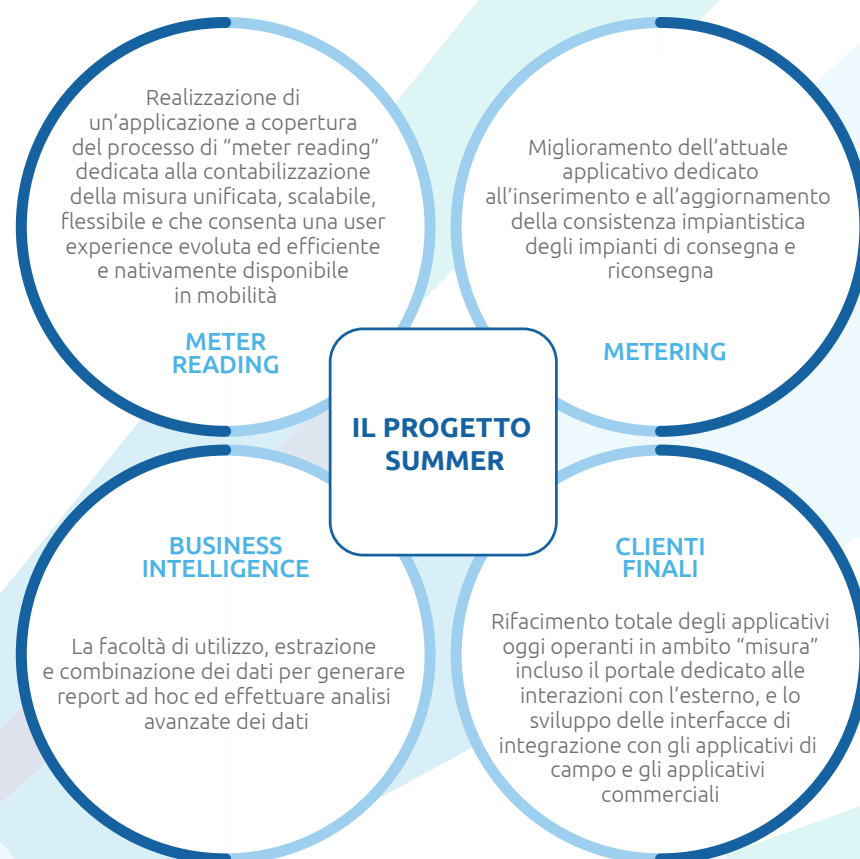 Realizzazione di
un’applicazione a copertura
del processo di “meter reading”
dedicata alla contabilizzazione
della misura unificata, scalabile,
flessibile e che consenta una user
experience evoluta ed efficiente
e nativamente disponibile
in mobilità
METER
READING
Miglioramento dell’attuale
applicativo dedicato
all’inserimento e all’aggiornamento
della consistenza impiantistica
degli impianti di consegna e
riconsegna
METERING
IL PROGETTO
SUMMER
BUSINESS
INTELLIGENCE
La facoltà di utilizzo, estrazione
e combinazione dei dati per generare
report ad hoc ed effettuare analisi
avanzate dei dati
CLIENTI
FINALI
Rifacimento totale degli applicativi
oggi operanti in ambito “misura”
incluso il portale dedicato alle
interazioni con l’esterno, e lo
sviluppo delle interfacce di
integrazione con gli applicativi di
campo e gli applicativi
commerciali